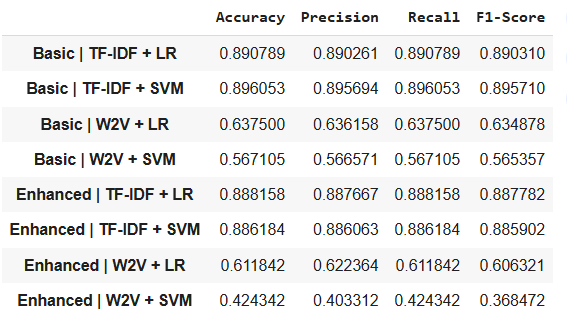 Accuracy Precision Recall F1-Score
Basic | TF-IDF + LR 0.890789 0.890261 0.890789 0.890310
Basic | TF-IDF + SVM 0.896053 0.895694 0.896053 0.895710
Basic | W2V + LR 0.637500 0.636158 0.637500 0.634878
Basic | W2V + SVM 0.567105 0.566571 0.567105 0.565357
Enhanced | TF-IDF + LR 0.888158 0.887667 0.888158 0.887782
Enhanced | TF-IDF + SVM 0.886184 0.886063 0.886184 0.885902
Enhanced | W2V + LR 0.611842 0.622364 0.611842 0.606321
Enhanced | W2V + SVM 0.424342 0.403312 0.424342 0.368472